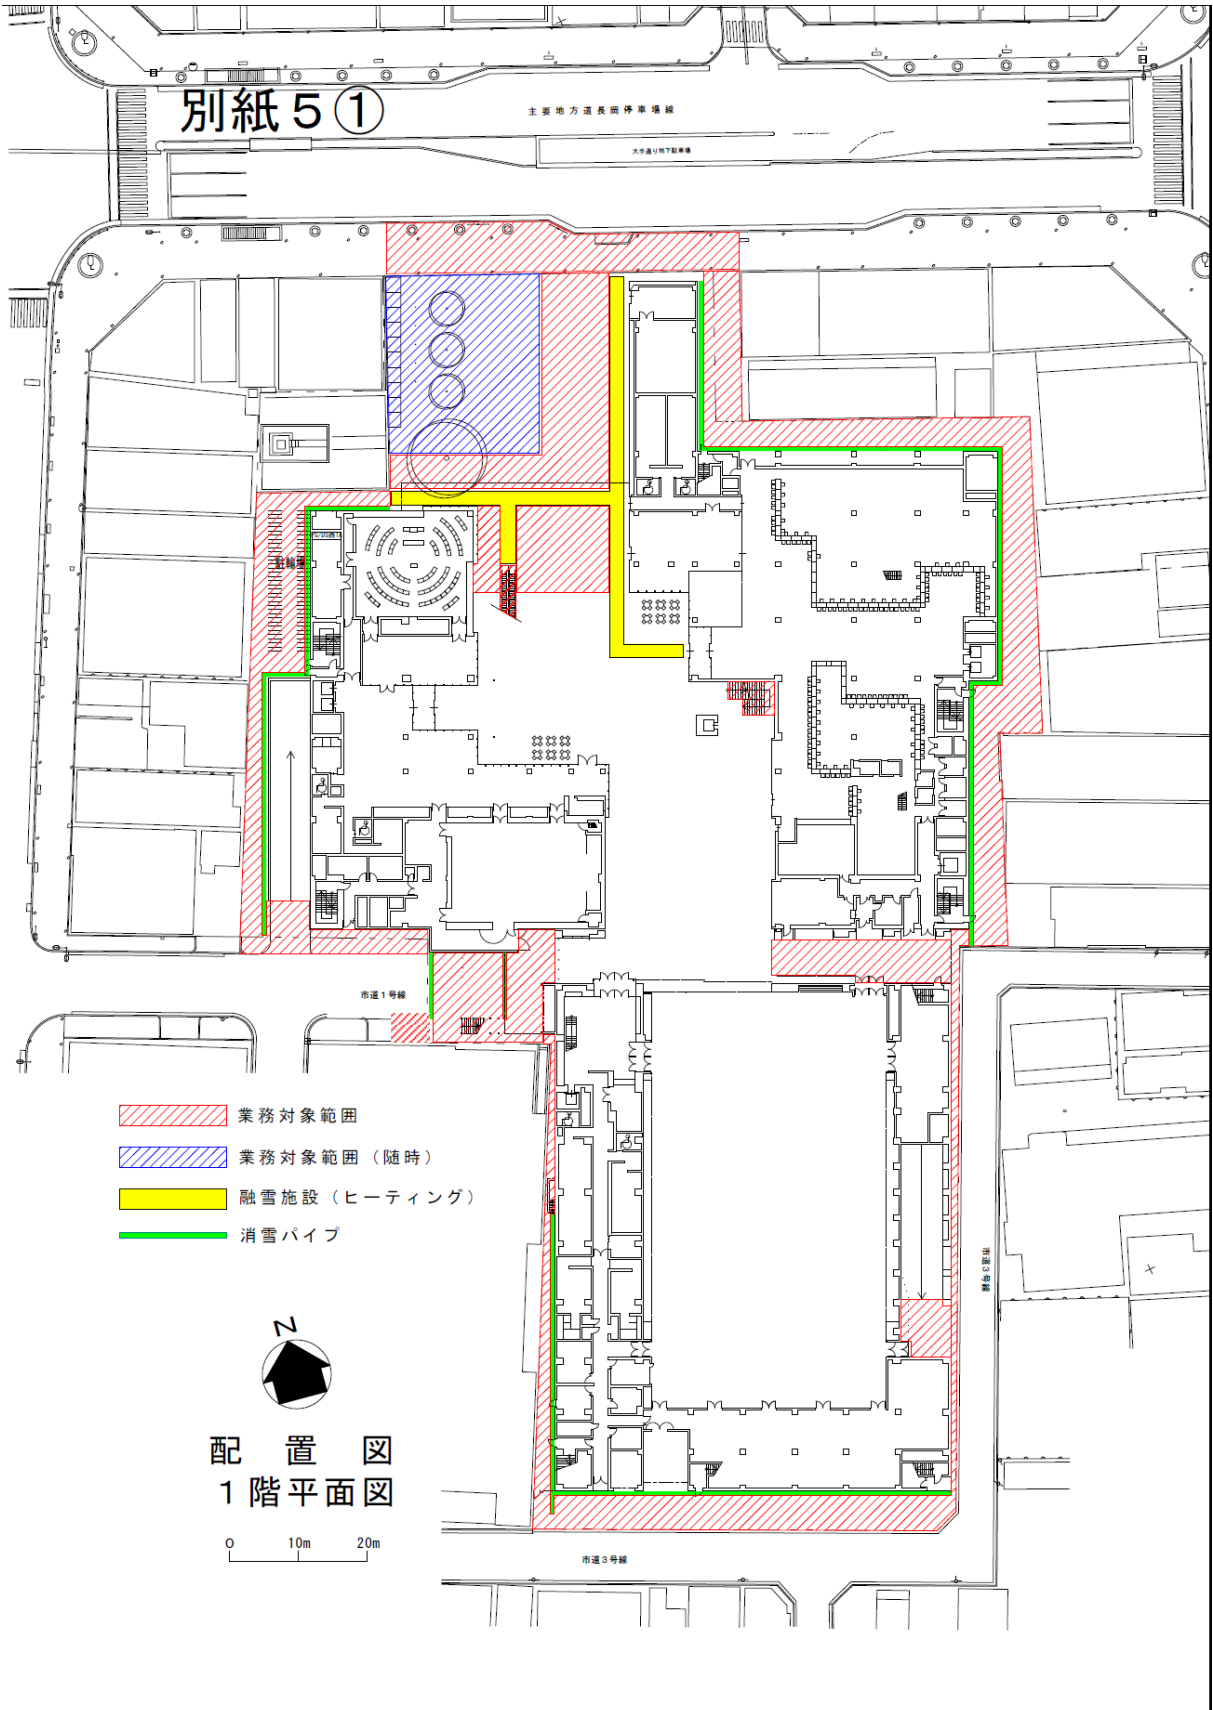 別紙５①
主要地方道長岡停車場線
大手通り地下駐車場
駐輪場
市道１号線
業務対象範囲
業務対象範囲（随時）
融雪施設（ヒーティング）
消雪パイプ
市道３号線
N
配置図
１階平面図
0 10m 20m
市道３号線